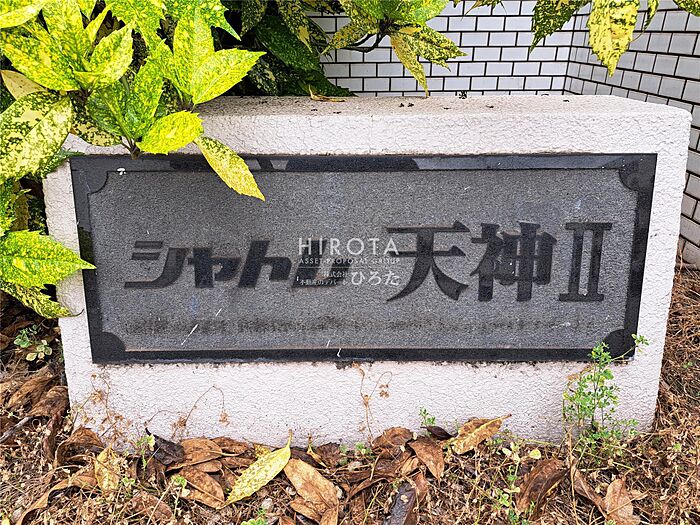 シャトー天神Ⅱ
HIROTA
ASSET PROPOSAL GROUP
株式会社
不動産のデパート ひろた